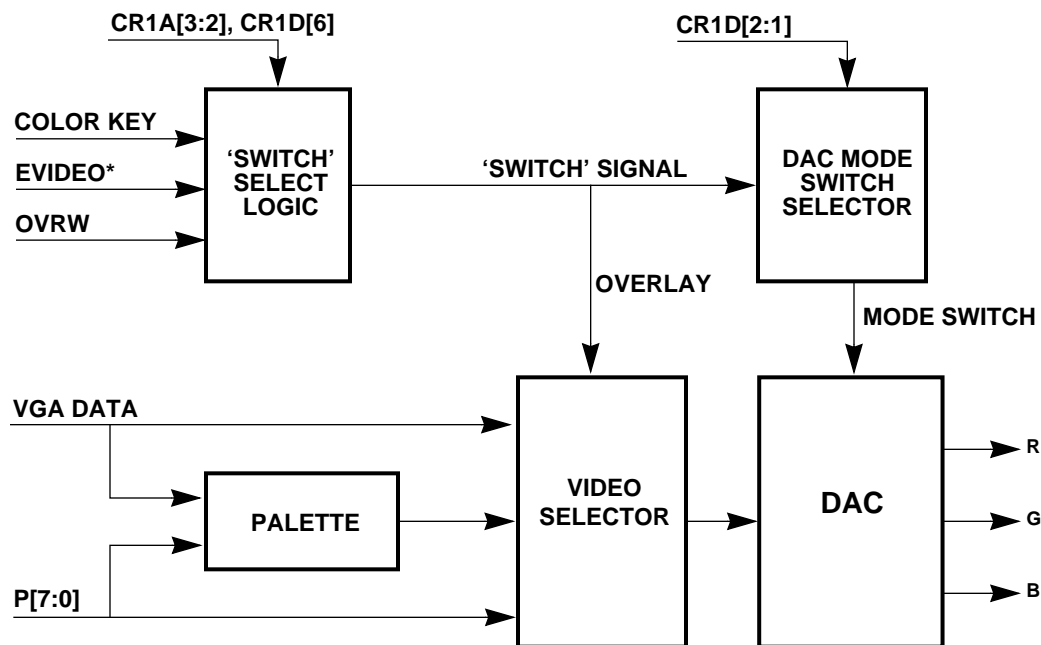 CR1A[3:2], CR1D[6]
CR1D[2:1]
COLOR KEY
EVIDEO*
OVRW
‘SWITCH’
SELECT
LOGIC
‘SWITCH’ SIGNAL
DAC MODE
SWITCH
SELECTOR
OVERLAY
MODE SWITCH
VGA DATA
PALETTE
P[7:0]
VIDEO
SELECTOR
DAC
R
G
B